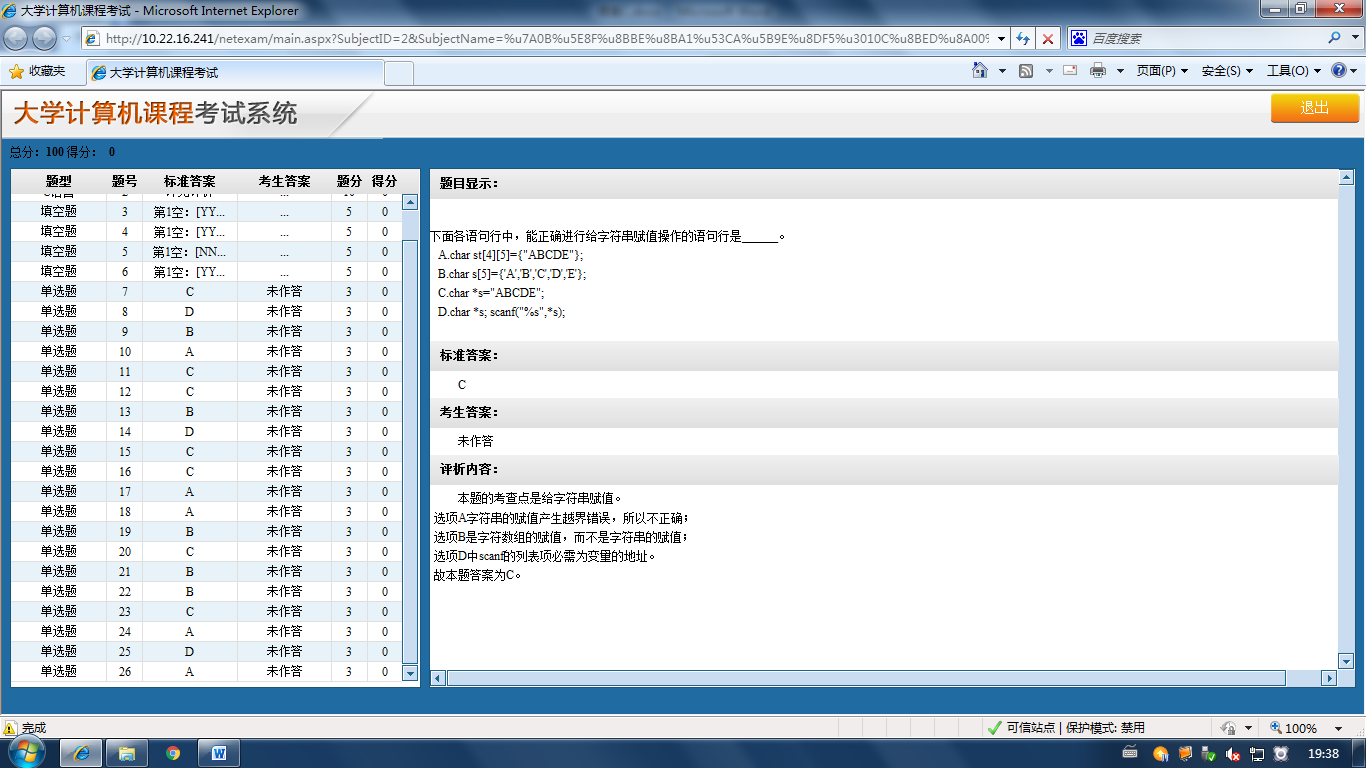 大学计算机课程考试 - Microsoft Internet Explorer
http://10.22.16.241/netexam/main.aspx?SubjectID=2&SubjectName=%u7A0B%u5E8F%u8BBE%u8BA1%u53CA%u5B9E%u8DF5%u3010C%u8BED%u8A00%
百度搜索
收藏夹
大学计算机课程考试
页面(P) 安全(S) 工具(O)
大学计算机课程考试系统
退出
总分：100 得分： 0
题型 题号 标准答案 考生答案 题分 得分
填空题 3 第1空：[YY... ... 5 0
填空题 4 第1空：[YY... ... 5 0
填空题 5 第1空：[NN... ... 5 0
填空题 6 第1空：[YY... ... 5 0
单选题 7 C 未作答 3 0
单选题 8 D 未作答 3 0
单选题 9 B 未作答 3 0
单选题 10 A 未作答 3 0
单选题 11 C 未作答 3 0
单选题 12 C 未作答 3 0
单选题 13 B 未作答 3 0
单选题 14 D 未作答 3 0
单选题 15 C 未作答 3 0
单选题 16 C 未作答 3 0
单选题 17 A 未作答 3 0
单选题 18 A 未作答 3 0
单选题 19 B 未作答 3 0
单选题 20 C 未作答 3 0
单选题 21 B 未作答 3 0
单选题 22 B 未作答 3 0
单选题 23 C 未作答 3 0
单选题 24 A 未作答 3 0
单选题 25 D 未作答 3 0
单选题 26 A 未作答 3 0
题目显示：
下面各语句行中，能正确进行给字符串赋值操作的语句行是______。
A.char st[4][5]={"ABCDE"};
B.char s[5]={'A','B','C','D','E'};
C.char *s="ABCDE";
D.char *s; scanf("%s",*s);
标准答案：
C
考生答案：
未作答
评析内容：
本题的考查点是给字符串赋值。
选项A字符串的赋值产生越界错误，所以不正确；
选项B是字符数组的赋值，而不是字符串的赋值；
选项D中scanf的列表项必需为变量的地址。
故本题答案为C。
完成
可信站点 | 保护模式: 禁用
100%
19:38